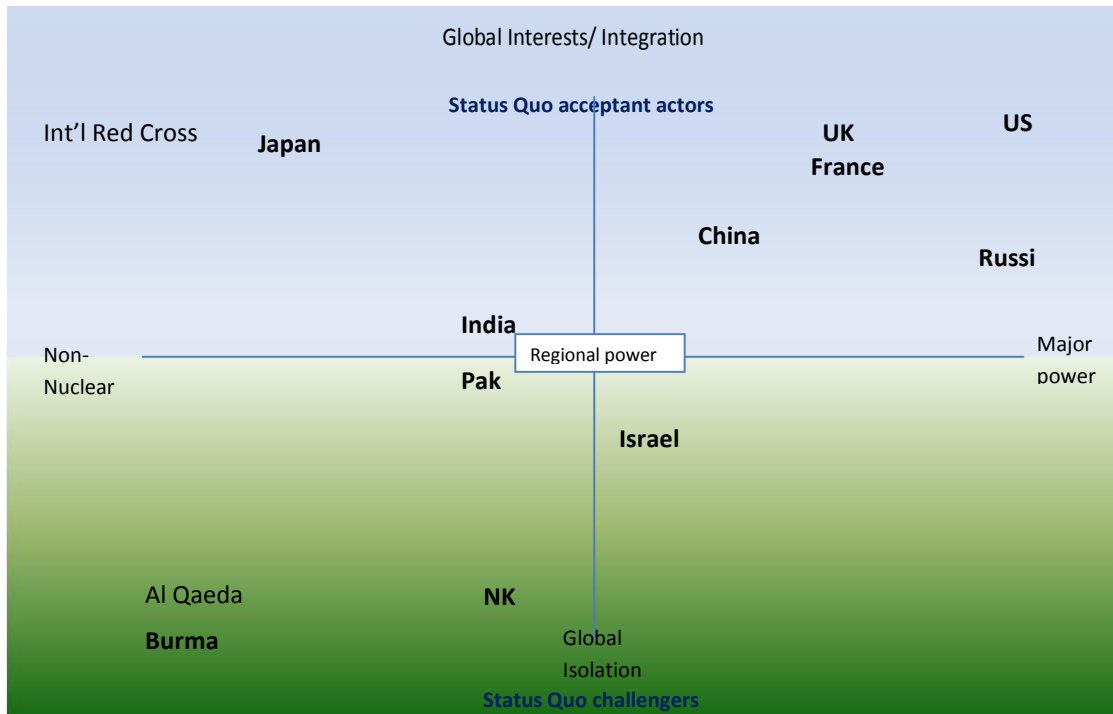 Global Interests/ Integration
Status Quo acceptant actors
Int'l Red Cross
Japan
UK
US
France
China
Russi
India
Non-
Nuclear
Regional power
Major
power
Pak
Israel
Al Qaeda
NK
Burma
Global
Isolation
Status Quo challengers